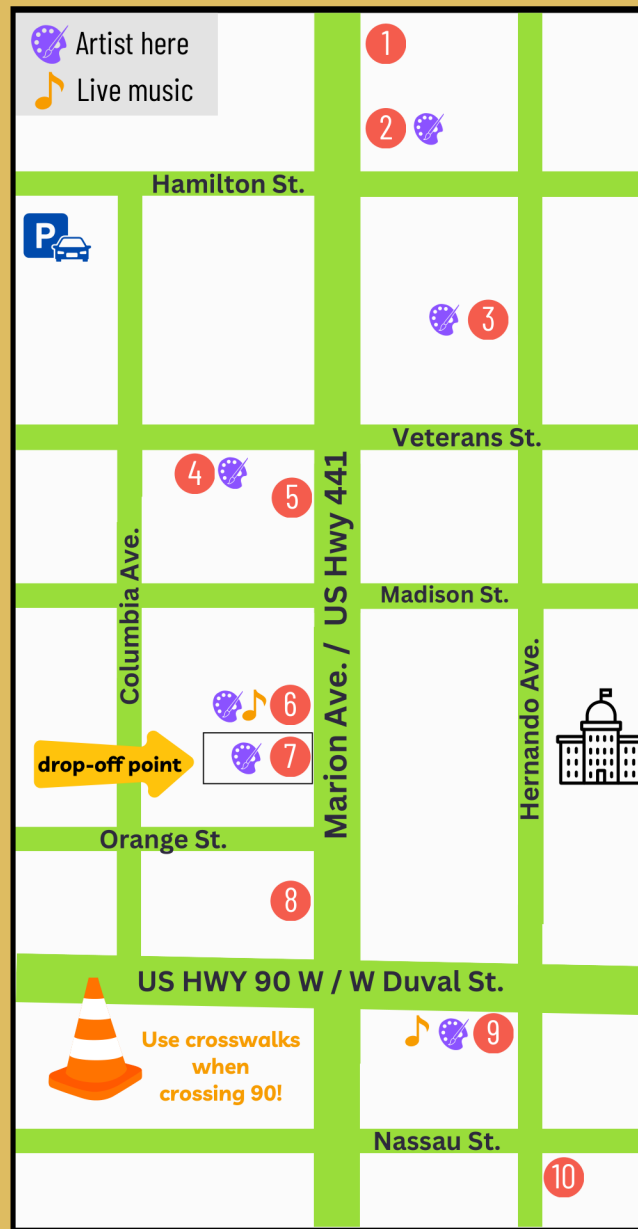 Artist here
Live music
1
2
Hamilton St.
P
3
Veterans St.
4
5
Marion Ave. / US Hwy 441
Madison St.
Columbia Ave.
Hernando Ave.
6
drop-off point
7
Orange St.
8
US HWY 90 W / W Duval St.
Use crosswalks
when
crossing 90!
9
Nassau St.
10